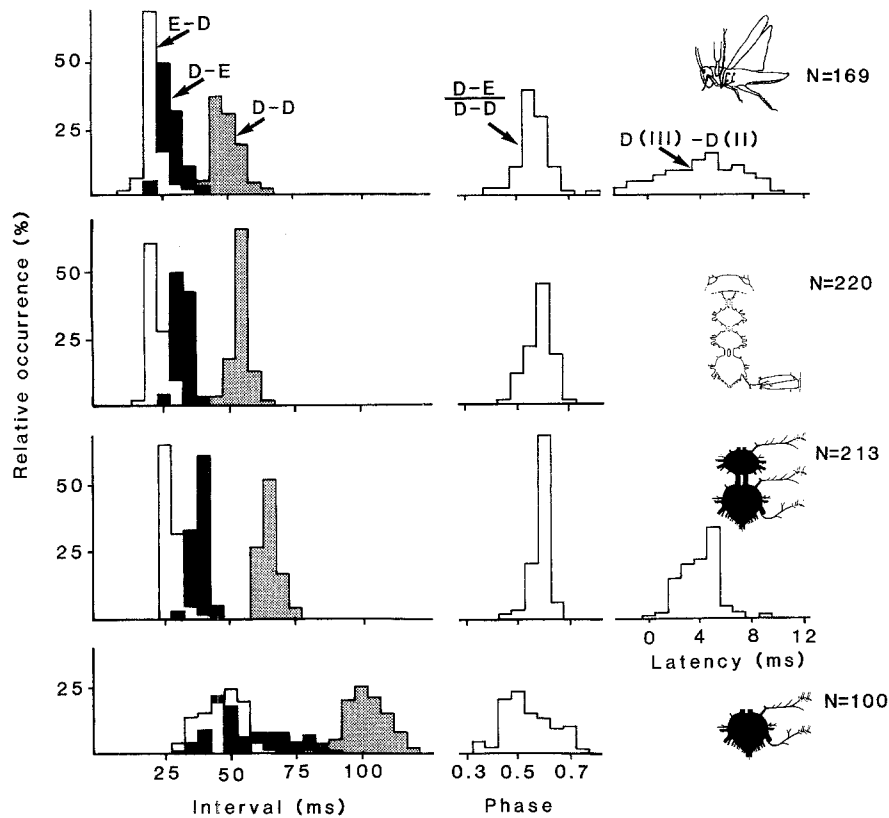 E-D
D-E
D-D
50
25
D-E
D-D
D (III) -D (II)
N=169
Relative occurrence (%)
50
25
N=220
50
25
N=213
0 4 8 12
Latency (ms)
25
N=100
25 50 75 100
Interval (ms)
0.3 0.5 0.7
Phase